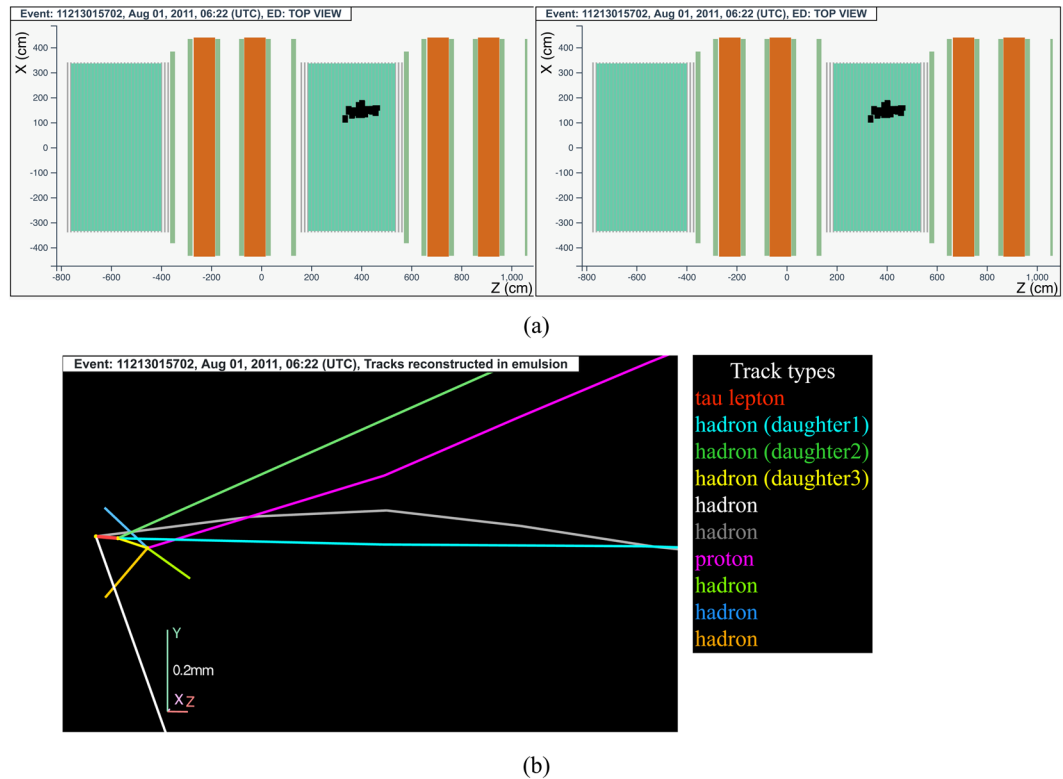 Event: 11213015702, Aug 01, 2011, 06:22 (UTC), ED: TOP VIEW
X (cm)
400
300
200
100
0
-100
-200
-300
-400
-800
-600
-400
-200
0
200
400
600
800
1,000
Z (cm)
Event: 11213015702, Aug 01, 2011, 06:22 (UTC), ED: TOP VIEW
X (cm)
400
300
200
100
0
-100
-200
-300
-400
-800
-600
-400
-200
0
200
400
600
800
1,000
Z (cm)
(a)
Event: 11213015702, Aug 01, 2011, 06:22 (UTC), Tracks reconstructed in emulsion
Y
0.2mm
X Z
Track types
tau lepton
hadron (daughter1)
hadron (daughter2)
hadron (daughter3)
hadron
hadron
proton
hadron
hadron
hadron
(b)